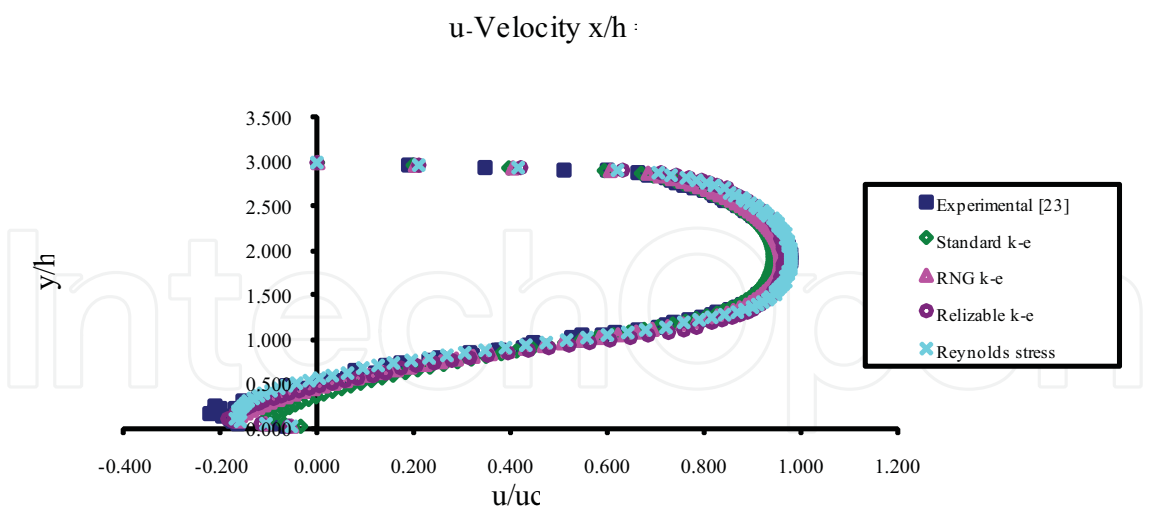 u-Velocity x/h :
3.500
3.000
2.500
2.000
1.500
1.000
0.500
0.000
y/h
-0.400 -0.200 0.000 0.200 0.400 0.600 0.800 1.000 1.200
u/uc
Experimental [23]
Standard k-e
RNG k-e
Relizable k-e
Reynolds stress
IntechOpen